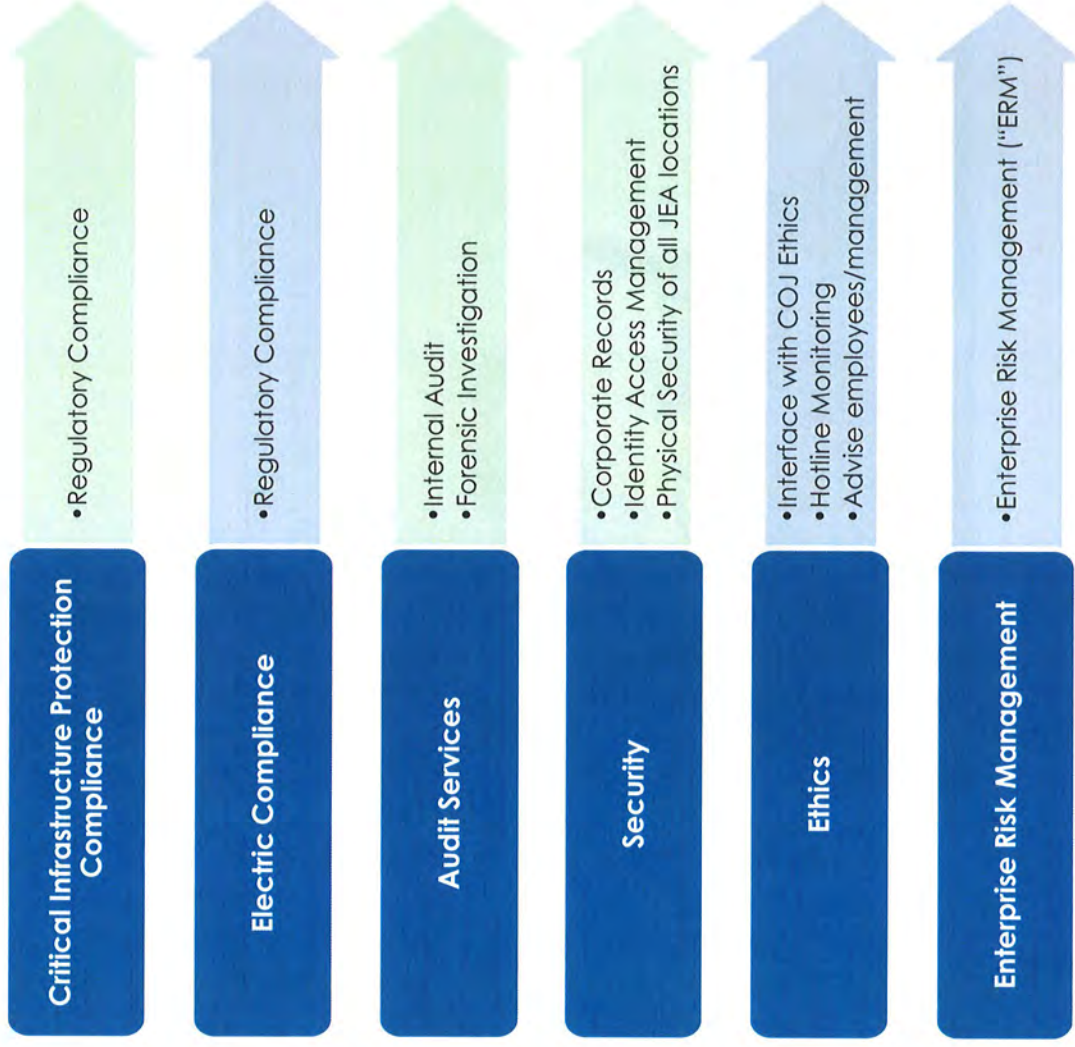 Critical Infrastructure Protection
Compliance
•Regulatory Compliance
Electric Compliance
•Regulatory Compliance
Audit Services
•Internal Audit
•Forensic Investigation
Security
•Corporate Records
•Identity Access Management
•Physical Security of all JEA locations
Ethics
•Interface with COJ Ethics
•Hotline Monitoring
•Advise employees/management
Enterprise Risk Management
•Enterprise Risk Management (“ERM”)